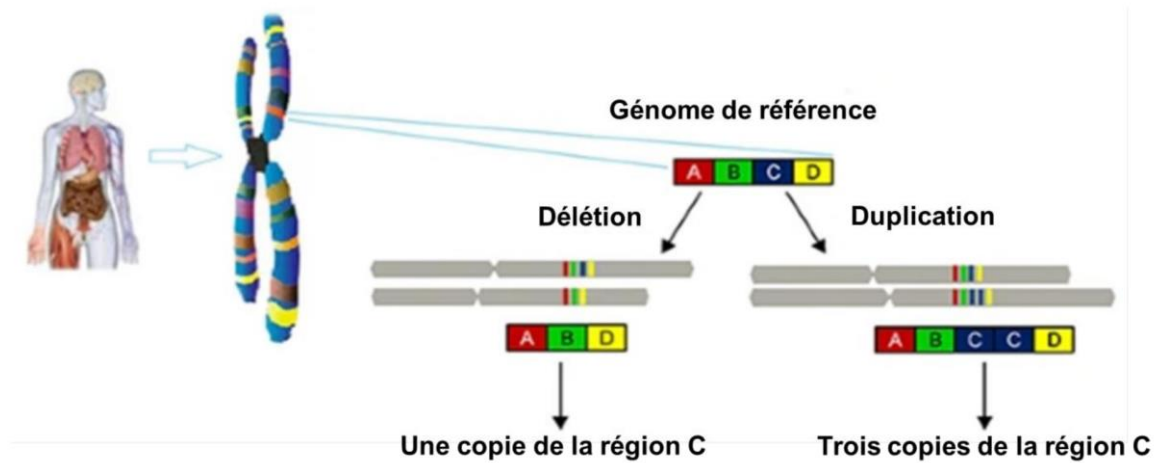 Génome de référence
A B C D
Délétion
Duplication
A B D
A B C C D
Une copie de la région C
Trois copies de la région C